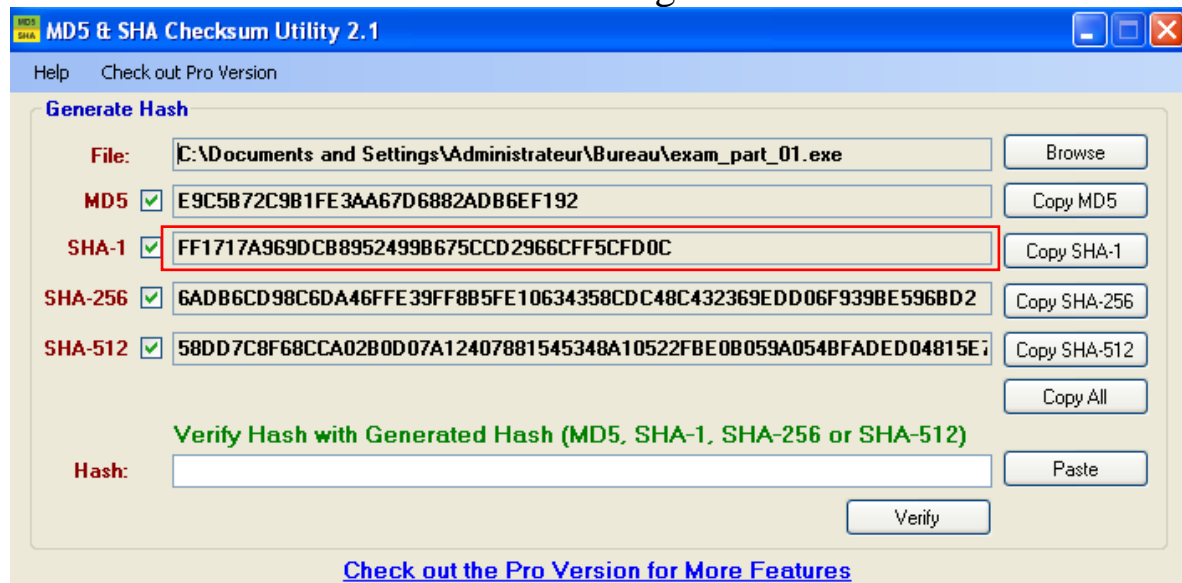 MD5 SHA MD5 & SHA Checksum Utility 2.1
Help Check out Pro Version
Generate Hash
File: C:\Documents and Settings\Administrateur\Bureau\exam_part_01.exe Browse
MD5 E9C5B72C9B1FE3AA67D6882ADB6EF192 Copy MD5
SHA-1 FF1717A969DCB8952499B675CCD2966CFF5CFD0C Copy SHA-1
SHA-256 6ADB6CD98C6DA46FFE39FF8B5FE10634358CDC48C432369EDD06F939BE596BD2 Copy SHA-256
SHA-512 58DD7C8F68CCA02B0D07A12407881545348A10522FBE0B059A054BFADED04815E7 Copy SHA-512
Copy All
Verify Hash with Generated Hash (MD5, SHA-1, SHA-256 or SHA-512)
Hash: Paste
Verify
Check out the Pro Version for More Features